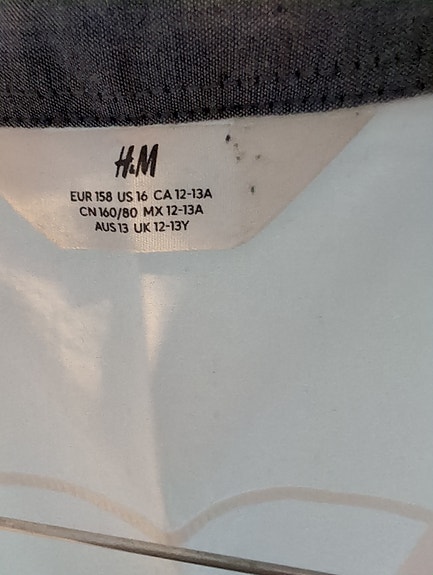 H&M
EUR 158 US 16 CA 12-13A
CN 160/80 MX 12-13A
AUS 13 UK 12-13Y